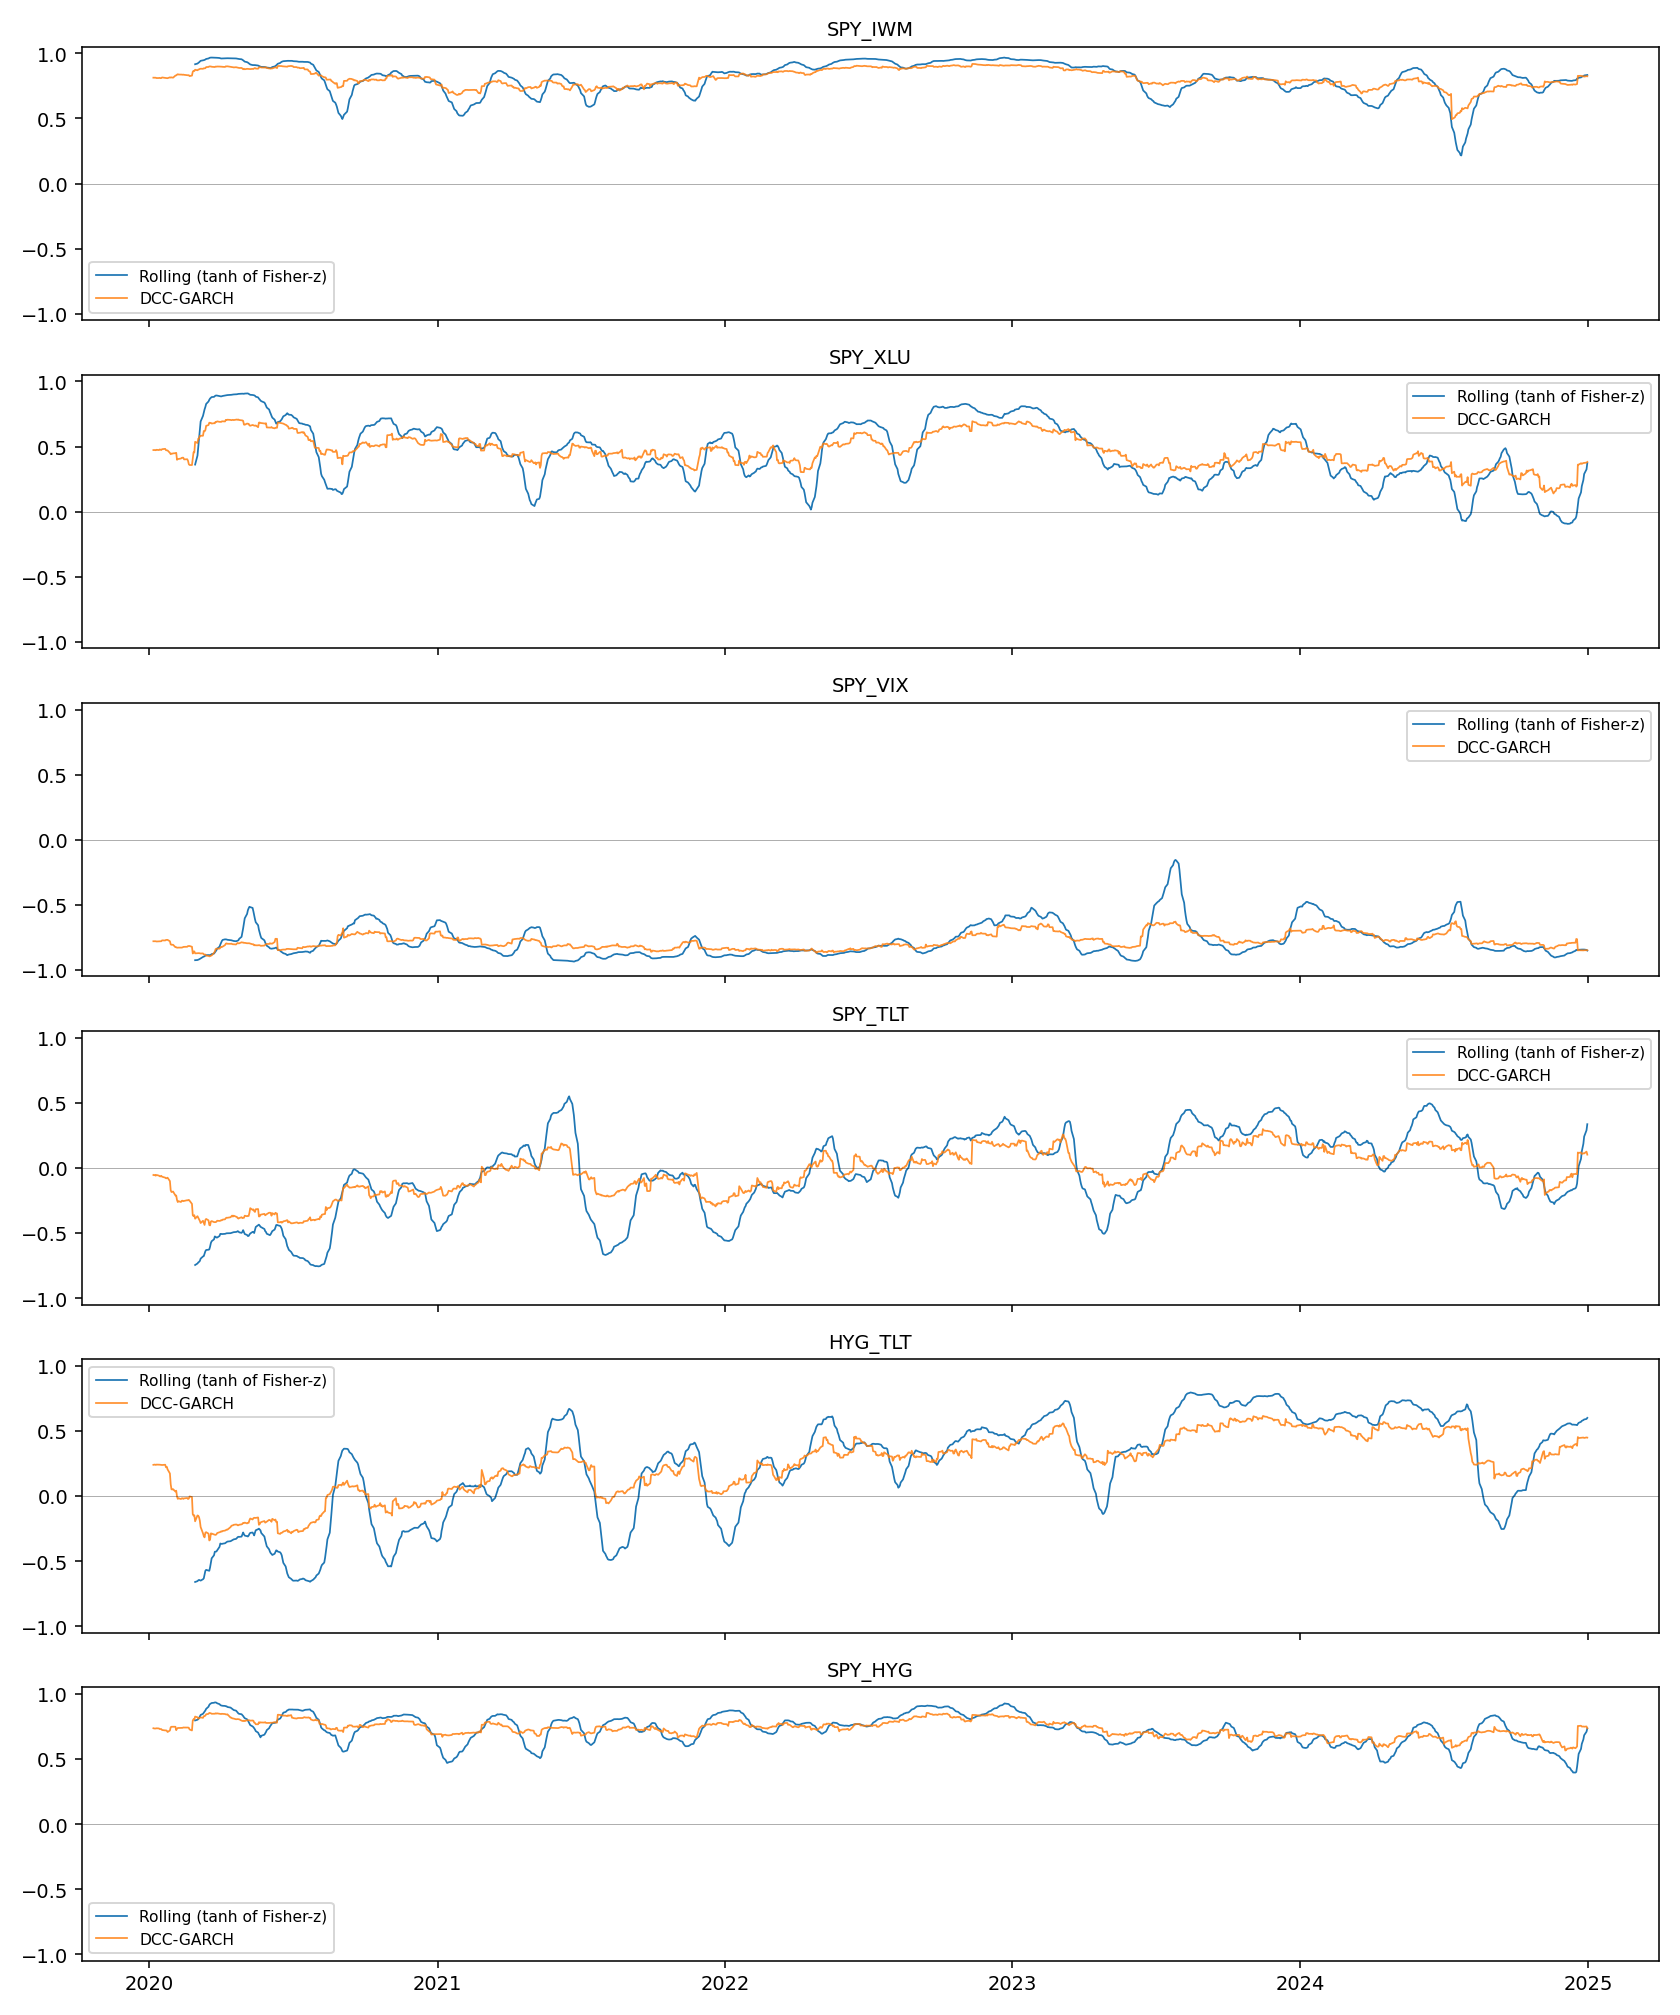 SPY_IWM
1.0
0.5
0.0
−0.5
−1.0
Rolling (tanh of Fisher-z)
DCC-GARCH
SPY_XLU
1.0
0.5
0.0
−0.5
−1.0
Rolling (tanh of Fisher-z)
DCC-GARCH
SPY_VIX
1.0
0.5
0.0
−0.5
−1.0
Rolling (tanh of Fisher-z)
DCC-GARCH
SPY_TLT
1.0
0.5
0.0
−0.5
−1.0
Rolling (tanh of Fisher-z)
DCC-GARCH
HYG_TLT
1.0
0.5
0.0
−0.5
−1.0
Rolling (tanh of Fisher-z)
DCC-GARCH
SPY_HYG
1.0
0.5
0.0
−0.5
−1.0
Rolling (tanh of Fisher-z)
DCC-GARCH
2020 2021 2022 2023 2024 2025